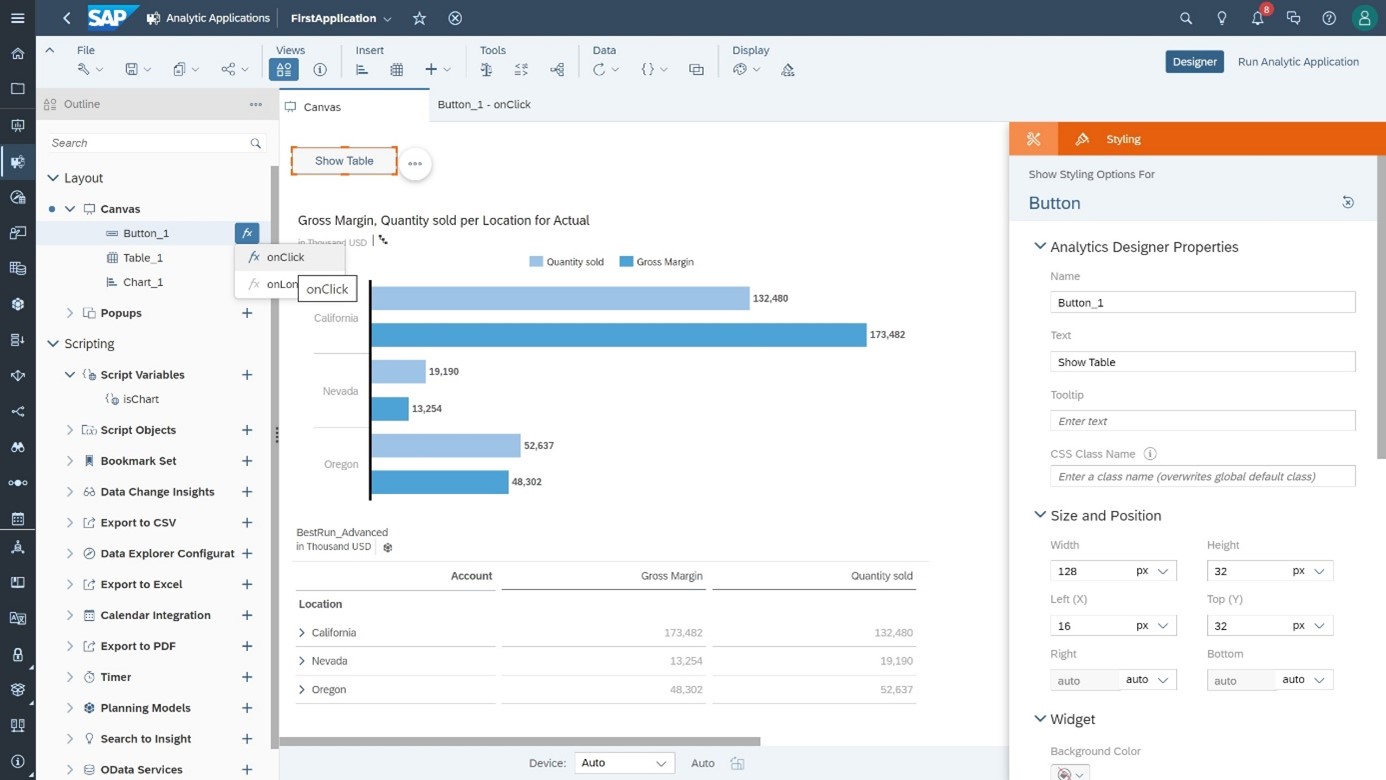 SAP Analytic Applications FirstApplication
8
File
Views
Insert
Tools
Data
Display
Designer
Run Analytic Application
Outline
Search
Layout
Canvas
Button_1
fx
Table_1
Chart_1
fx onClick
fx onLon
onClick
Popups
Scripting
Script Variables
isChart
Script Objects
Bookmark Set
Data Change Insights
Export to CSV
Data Explorer Configurat
Export to Excel
Calendar Integration
Export to PDF
Timer
Planning Models
Search to Insight
OData Services
Canvas
Button_1 - onClick
Show Table
Gross Margin, Quantity sold per Location for Actual
in Thousand USD
Quantity sold Gross Margin
California
132,480
173,482
Nevada
19,190
13,254
Oregon
52,637
48,302
BestRun_Advanced
in Thousand USD
Account Gross Margin Quantity sold
Location
California 173,482 132,480
Nevada 13,254 19,190
Oregon 48,302 52,637
Device: Auto Auto
Styling
Show Styling Options For
Button
Analytics Designer Properties
Name
Button_1
Text
Show Table
Tooltip
Enter text
CSS Class Name
Enter a class name (overwrites global default class)
Size and Position
Width Height
128 px 32 px
Left (X) Top (Y)
16 px 32 px
Right Bottom
auto auto auto auto
Widget
Background Color